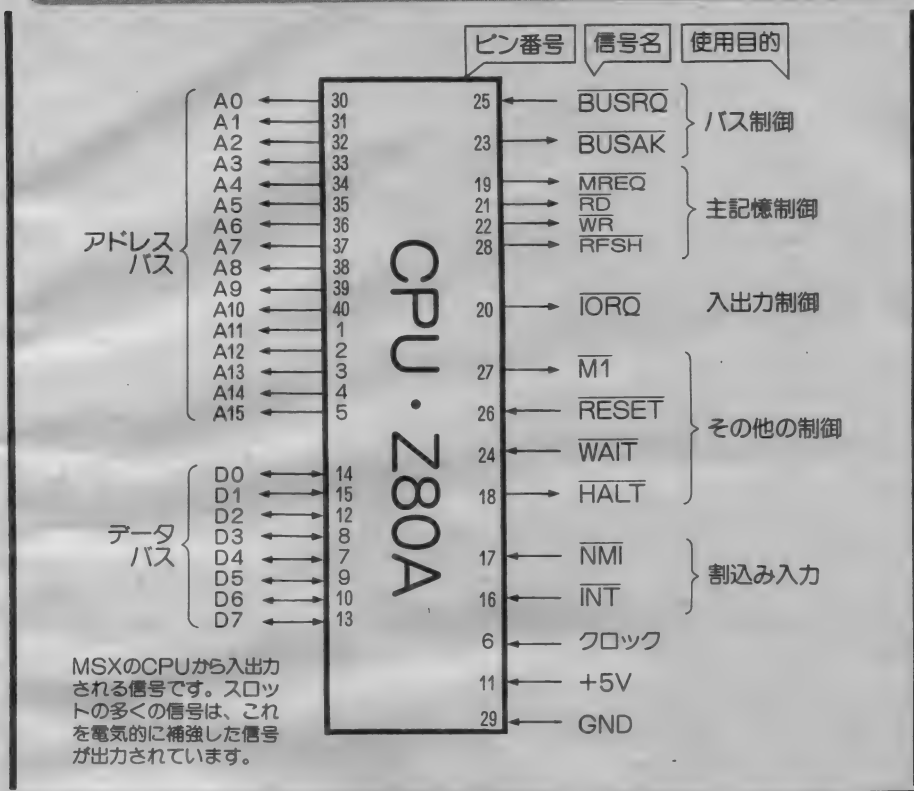 ピン番号 信号名 使用目的
アドレス
バス
A0 30
A1 31
A2 32
A3 33
A4 34
A5 35
A6 36
A7 37
A8 38
A9 39
A10 40
A11 1
A12 2
A13 3
A14 4
A15 5
データ
バス
D0 14
D1 15
D2 12
D3 8
D4 7
D5 9
D6 10
D7 13
CPU・Z80A
25 BUSRQ
23 BUSAK
バス制御
19 MREQ
21 RD
22 WR
28 RFSH
主記憶制御
20 IORQ 入出力制御
27 M1
26 RESET
24 WAIT
18 HALT
その他の制御
17 NMI
16 INT
割込み入力
6 クロック
11 +5V
29 GND
MSXのCPUから入出力
される信号です。スロッ
トの多くの信号は、これ
を電気的に補強した信号
が出力されています。